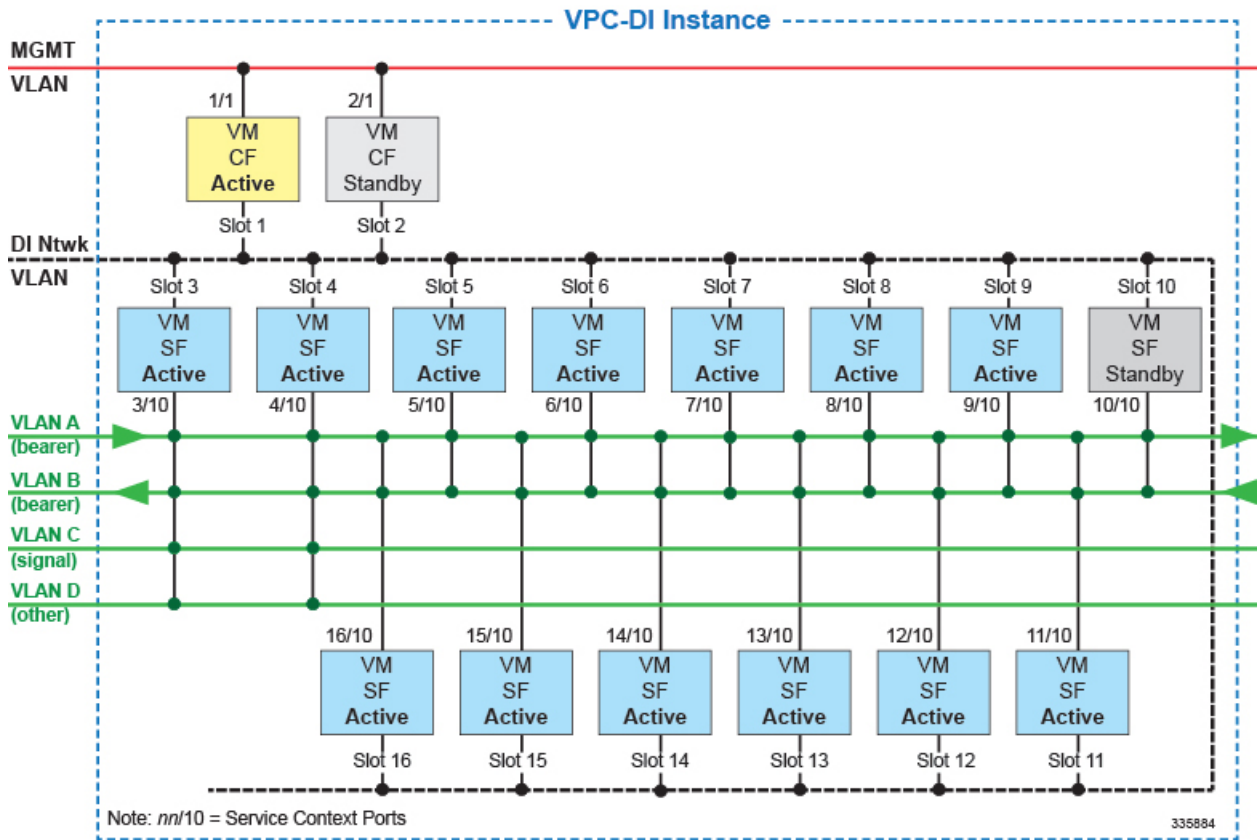 VPC-DI Instance
MGMT
VLAN
1/1
2/1
VM
CF
Active
VM
CF
Standby
Slot 1
Slot 2
DI Ntwk
VLAN
Slot 3
Slot 4
Slot 5
Slot 6
Slot 7
Slot 8
Slot 9
Slot 10
VM
SF
Active
VM
SF
Active
VM
SF
Active
VM
SF
Active
VM
SF
Active
VM
SF
Active
VM
SF
Active
VM
SF
Standby
3/10
4/10
5/10
6/10
7/10
8/10
9/10
10/10
VLAN A
(bearer)
VLAN B
(bearer)
VLAN C
(signal)
VLAN D
(other)
16/10
15/10
14/10
13/10
12/10
11/10
VM
SF
Active
VM
SF
Active
VM
SF
Active
VM
SF
Active
VM
SF
Active
VM
SF
Active
Slot 16
Slot 15
Slot 14
Slot 13
Slot 12
Slot 11
Note: nn/10 = Service Context Ports
335884